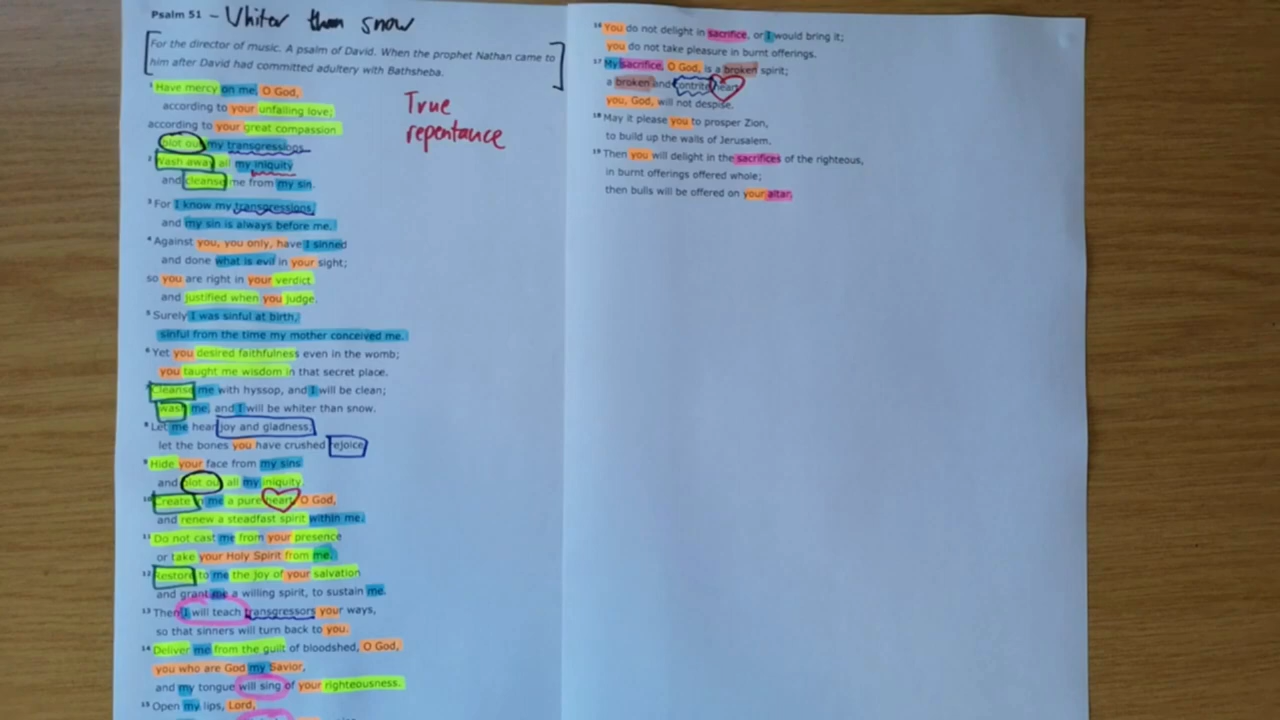 Psalm 51 - Whiter than snow
For the director of music. A psalm of David. When the prophet Nathan came to
him after David had committed adultery with Bathsheba.
True
repentance
1 Have mercy on me, O God,
according to your unfailing love;
according to your great compassion
blot out my transgressions.
2 Wash away all my iniquity
and cleanse me from my sin.
3 For I know my transgressions,
and my sin is always before me.
4 Against you, you only, have I sinned
and done what is evil in your sight;
so you are right in your verdict
and justified when you judge.
5 Surely I was sinful at birth,
sinful from the time my mother conceived me.
6 Yet you desired faithfulness even in the womb;
you taught me wisdom in that secret place.
Cleanse me with hyssop, and I will be clean;
wash me, and I will be whiter than snow.
8 Let me hear joy and gladness;
let the bones you have crushed rejoice
9 Hide your face from my sins
and blot out all my iniquity.
10 Create in me a pure heart, O God,
and renew a steadfast spirit within me.
11 Do not cast me from your presence
or take your Holy Spirit from me.
12 Restore to me the joy of your salvation
and grant me a willing spirit, to sustain me.
13 Then I will teach transgressors your ways,
so that sinners will turn back to you.
14 Deliver me from the guilt of bloodshed, O God,
you who are God my Savior,
and my tongue will sing of your righteousness.
15 Open my lips, Lord,
16 You do not delight in sacrifice, or I would bring it;
you do not take pleasure in burnt offerings.
17 My sacrifice, O God, is a broken spirit;
a broken and contrite heart
you, God, will not despise.
18 May it please you to prosper Zion,
to build up the walls of Jerusalem.
19 Then you will delight in the sacrifices of the righteous,
in burnt offerings offered whole;
then bulls will be offered on your altar.